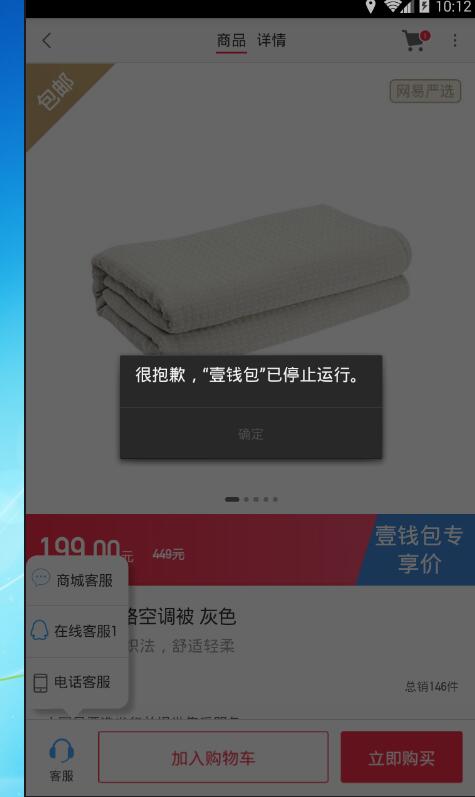 10:12
商品 详情
1
包邮
网易严选
很抱歉，“壹钱包”已停止运行。
确定
199.00元 449元
壹钱包专
享价
商城客服
在线客服1
电话客服
空调被 灰色
织法，舒适轻柔
总销146件
客服
加入购物车
立即购买